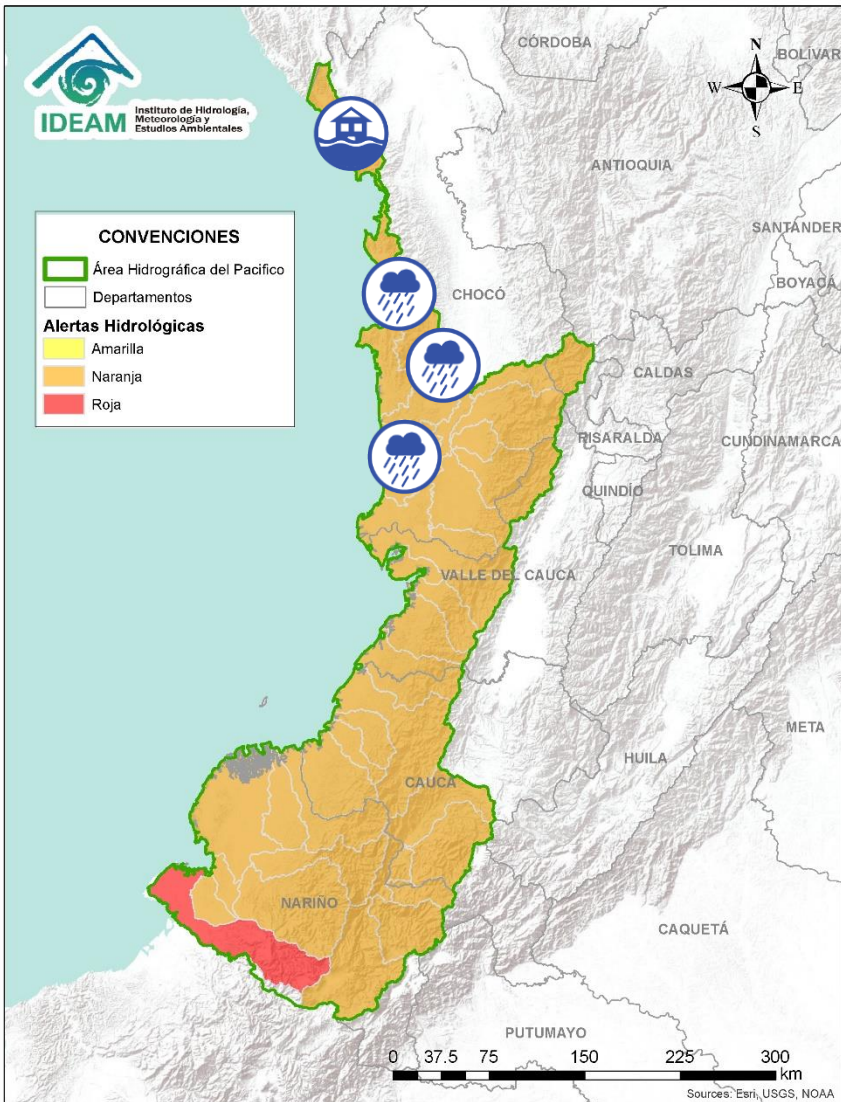 IDEAM
Instituto de Hidrología,
Meteorología y
Estudios Ambientales
CÓRDOBA
BOLÍVAR
N
W
E
S
ANTIOQUIA
SANTANDER
BOYACÁ
CONVENCIONES
Área Hidrográfica del Pacifico
Departamentos
Alertas Hidrológicas
Amarilla
Naranja
Roja
CHOCÓ
CALDAS
RISARALDA
CUNDINAMARCA
QUINDÍO
TOLIMA
VALLE DEL CAUCA
META
HUILA
CAUCA
NARIÑO
CAQUETÁ
PUTUMAYO
0 37.5 75 150 225 300
km
Sources: Esri, USGS, NOAA